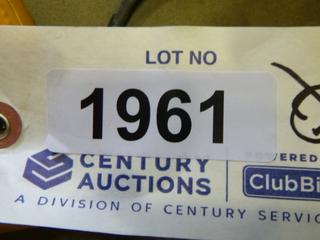 LOT NO
1961
CENTURY
AUCTIONS
ClubBi
A DIVISION OF CENTURY SERVIC